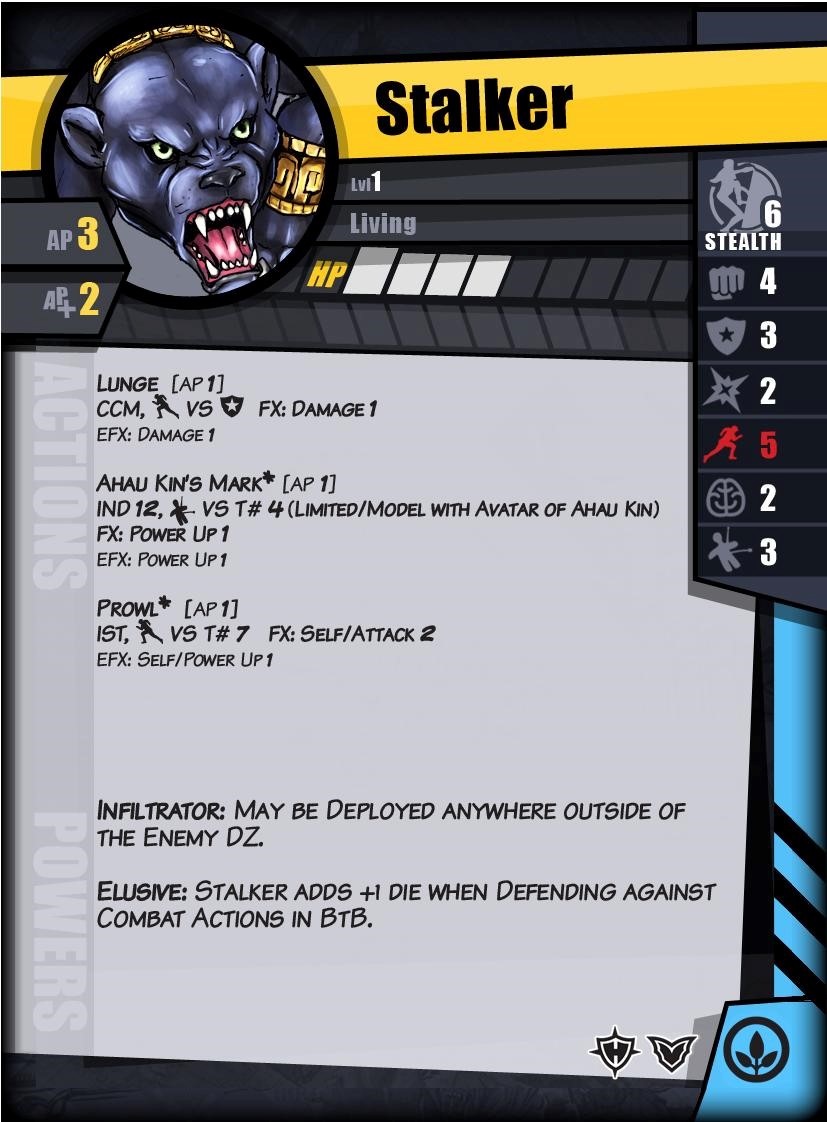 Stalker
Lvl 1
Living
AP 3
AP+ 2
HP
6
STEALTH
4
3
2
5
2
3
ACTIONS
LUNGE [AP 1]
CCM, VS FX: DAMAGE 1
EFX: DAMAGE 1
AHAU KIN'S MARK* [AP 1]
IND 12, VS T# 4 (LIMITED/MODEL WITH AVATAR OF AHAU KIN)
FX: POWER UP 1
EFX: POWER UP 1
PROWL* [AP 1]
IST, VS T# 7 FX: SELF/ATTACK 2
EFX: SELF/POWER UP 1
POWERS
INFILTRATOR: MAY BE DEPLOYED ANYWHERE OUTSIDE OF
THE ENEMY DZ.
ELUSIVE: STALKER ADDS +1 DIE WHEN DEFENDING AGAINST
COMBAT ACTIONS IN BTB.
H